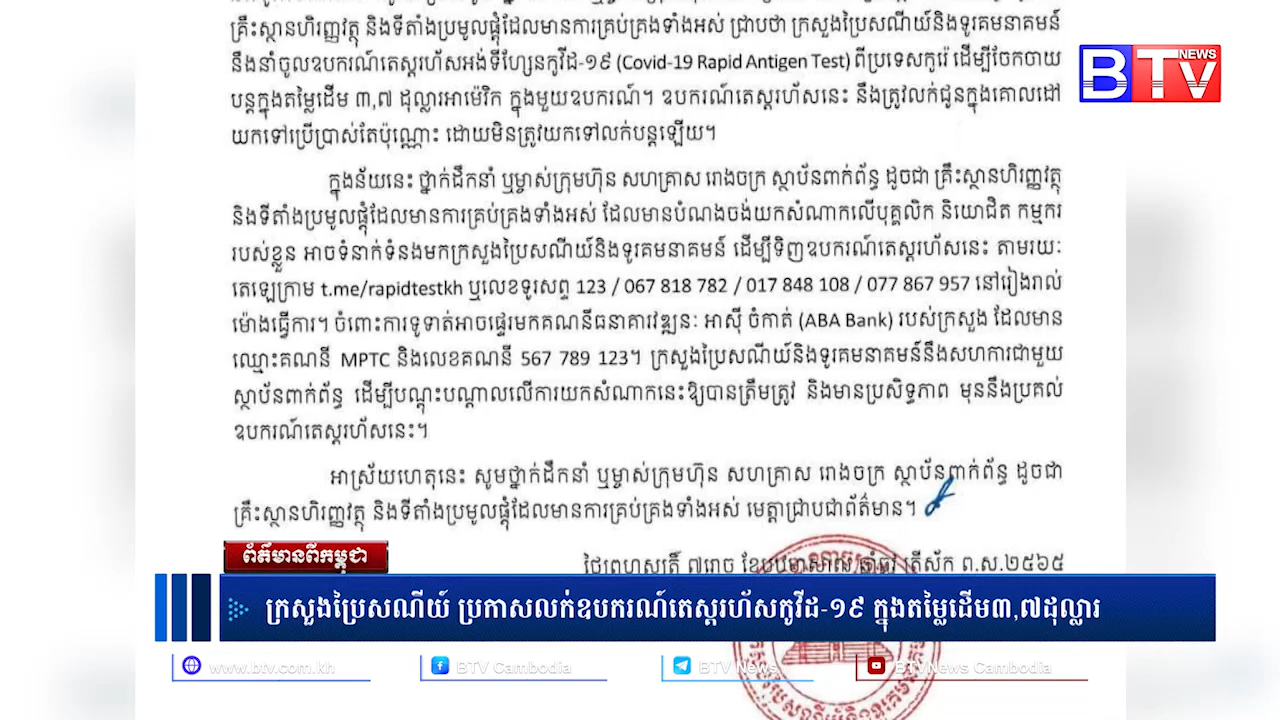 គ្រឹះស្ថានហិរញ្ញវត្ថុ និងទីតាំងប្រមូលផ្តុំដែលមានការគ្រប់គ្រងទាំងអស់ ជ្រាបថា ក្រសួងប្រៃសណីយ៍និងទូរគមនាគមន៍
នឹងនាំចូលឧបករណ៍តេស្តរហ័សអង់ទីហ្សែនកូវីដ-១៩ (Covid-19 Rapid Antigen Test) ពីប្រទេសកូរ៉េ ដើម្បីចែកចាយ
បន្តក្នុងតម្លៃដើម ៣,៧ ដុល្លារអាម៉េរិក ក្នុងមួយឧបករណ៍។ ឧបករណ៍តេស្តរហ័សនេះ នឹងត្រូវលក់ជូនក្នុងគោលដៅ
យកទៅប្រើប្រាស់តែប៉ុណ្ណោះ ដោយមិនត្រូវយកទៅលក់បន្តឡើយ។
ក្នុងន័យនេះ ថ្នាក់ដឹកនាំ ឬម្ចាស់ក្រុមហ៊ុន សហគ្រាស រោងចក្រ ស្ថាប័នពាក់ព័ន្ធ ដូចជា គ្រឹះស្ថានហិរញ្ញវត្ថុ
និងទីតាំងប្រមូលផ្តុំដែលមានការគ្រប់គ្រងទាំងអស់ ដែលមានបំណងចង់យកសំណាកលើបុគ្គលិក និយោជិត កម្មករ
របស់ខ្លួន អាចទំនាក់ទំនងមកក្រសួងប្រៃសណីយ៍និងទូរគមនាគមន៍ ដើម្បីទិញឧបករណ៍តេស្តរហ័សនេះ តាមរយៈ
តេឡេក្រាម t.me/rapidtestkh ឬលេខទូរសព្ទ 123 / 067 818 782 / 017 848 108 / 077 867 957 នៅរៀងរាល់
ម៉ោងធ្វើការ។ ចំពោះការទូទាត់អាចផ្ទេរមកគណនីធនាគារវឌ្ឍនៈ អាស៊ី ចំកាត់ (ABA Bank) របស់ក្រសួង ដែលមាន
ឈ្មោះគណនី MPTC និងលេខគណនី 567 789 123។ ក្រសួងប្រៃសណីយ៍និងទូរគមនាគមន៍នឹងសហការជាមួយ
ស្ថាប័នពាក់ព័ន្ធ ដើម្បីបណ្តុះបណ្តាលលើការយកសំណាកនេះឱ្យបានត្រឹមត្រូវ និងមានប្រសិទ្ធភាព មុននឹងប្រគល់
ឧបករណ៍តេស្តរហ័សនេះ។
អាស្រ័យហេតុនេះ សូមថ្នាក់ដឹកនាំ ឬម្ចាស់ក្រុមហ៊ុន សហគ្រាស រោងចក្រ ស្ថាប័នពាក់ព័ន្ធ ដូចជា
គ្រឹះស្ថានហិរញ្ញវត្ថុ និងទីតាំងប្រមូលផ្តុំដែលមានការគ្រប់គ្រងទាំងអស់ មេត្តាជ្រាបជាព័ត៌មាន។
ថ្ងៃព្រហស្បតិ៍ ៧រោច ព.ស.២៥៦៥
BTV NEWS
ព័ត៌មានពីកម្ពុជា
ក្រសួងប្រៃសណីយ៍ ប្រកាសលក់ឧបករណ៍តេស្តរហ័សកូវីដ-១៩ ក្នុងតម្លៃដើម៣,៧ដុល្លារ
www.btv.com.kh
BTV Cambodia
BTV News
BTVNews Cambodia